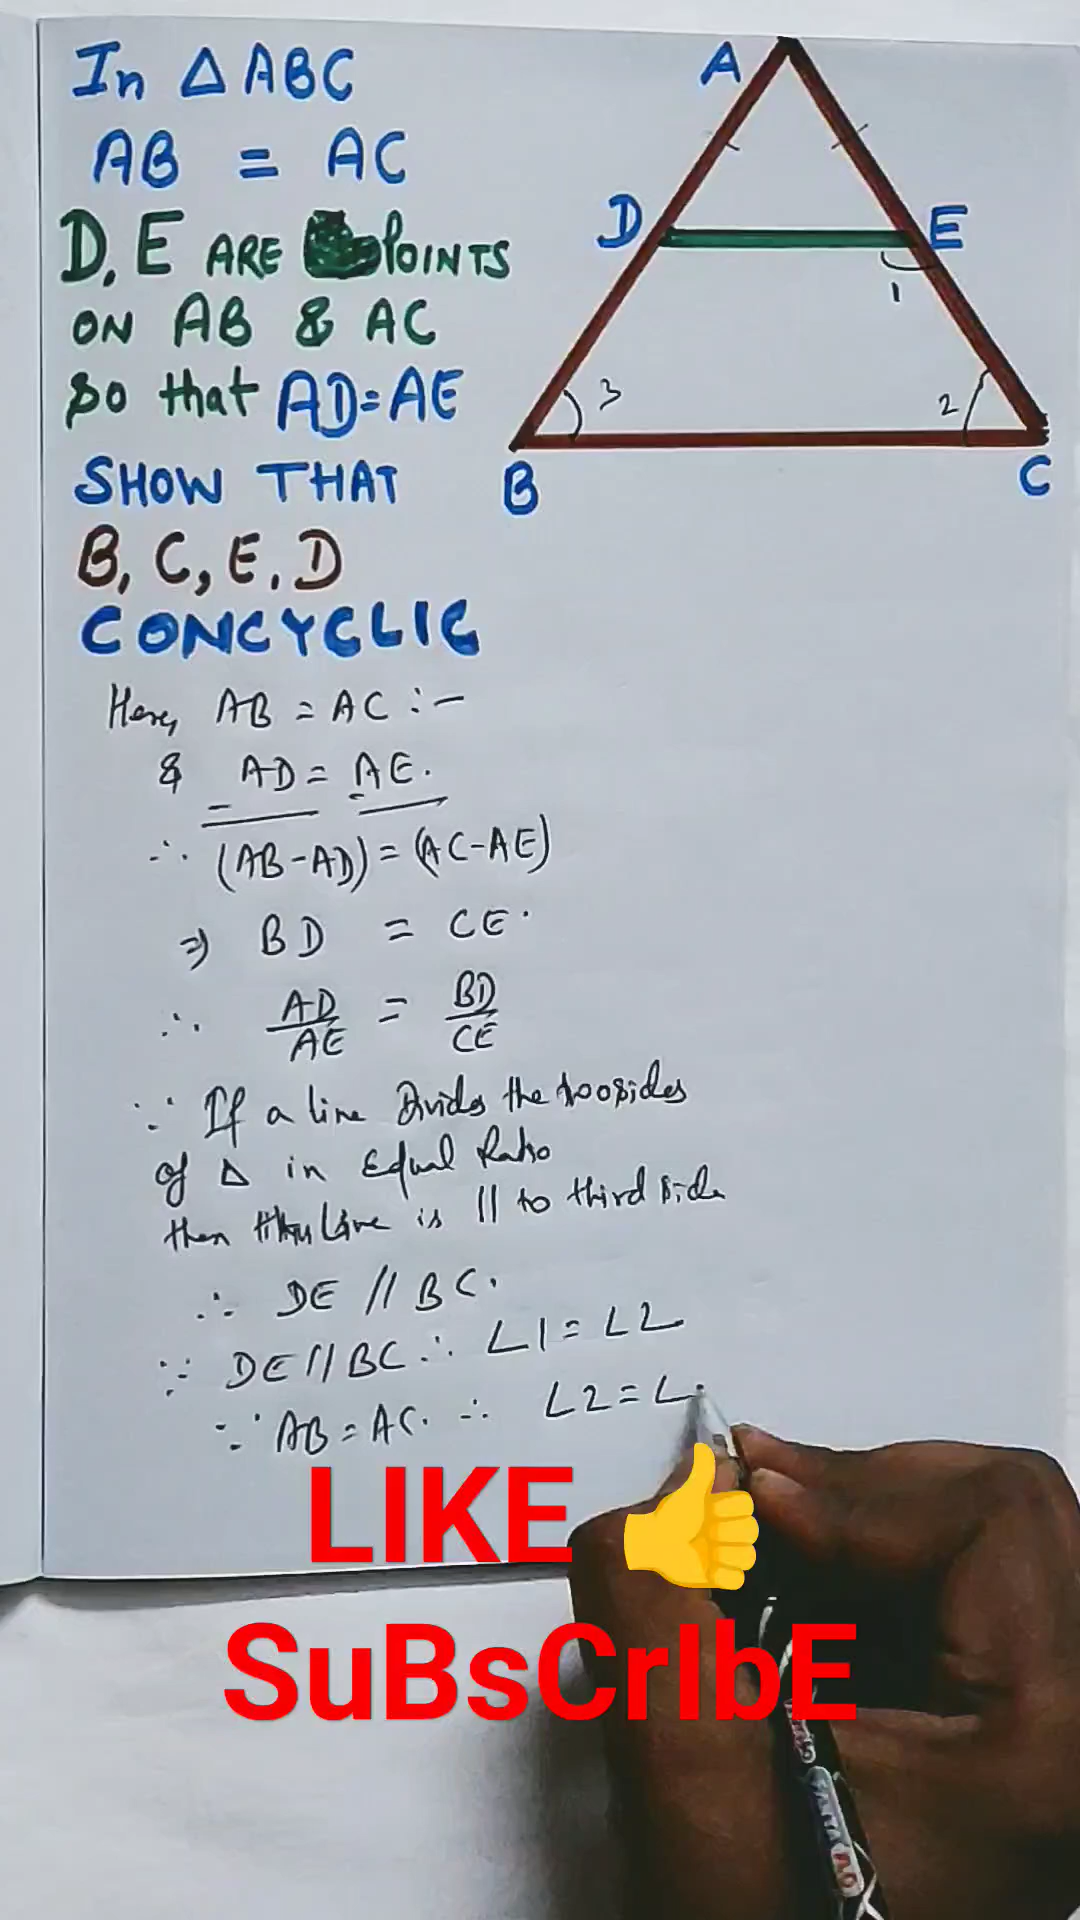 In △ ABC
AB = AC
D, E ARE POINTS
ON AB & AC
so that AD=AE
SHOW THAT
B, C, E, D
CONCYCLIC
A
D
E
1
3
2
B
C
Here, AB = AC :-
& AD = AE.
∴ (AB-AD) = (AC-AE)
⇒ BD = CE.
∴ AD/AE = BD/CE
∵ If a line Divides the two sides
of △ in Equal Ratio
then line is || to third side
∴ DE // BC.
∵ DE // BC ∴ ∠1 = ∠2
∵ AB = AC. ∴ ∠2 = ∠
LIKE 👍
SuBsCrIbE